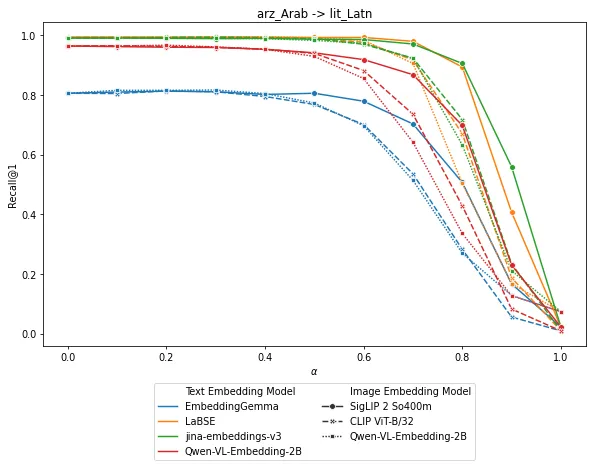 arz_Arab -> lit_Latn
Recall@1
1.0
0.8
0.6
0.4
0.2
0.0
0.0 0.2 0.4 0.6 0.8 1.0
α
Text Embedding Model Image Embedding Model
EmbeddingGemma SigLIP 2 So400m
LaBSE CLIP ViT-B/32
jina-embeddings-v3 Qwen-VL-Embedding-2B
Qwen-VL-Embedding-2B